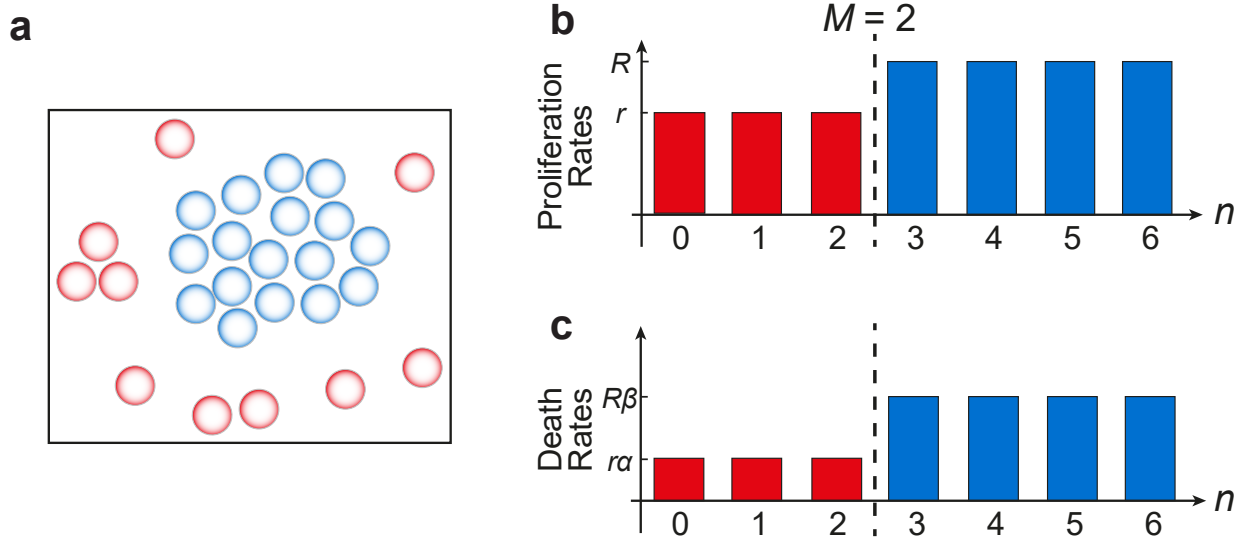 a
b
M = 2
Proliferation
Rates
R
r
0 1 2 3 4 5 6
n
c
Death
Rates
Rβ
rα
0 1 2 3 4 5 6
n